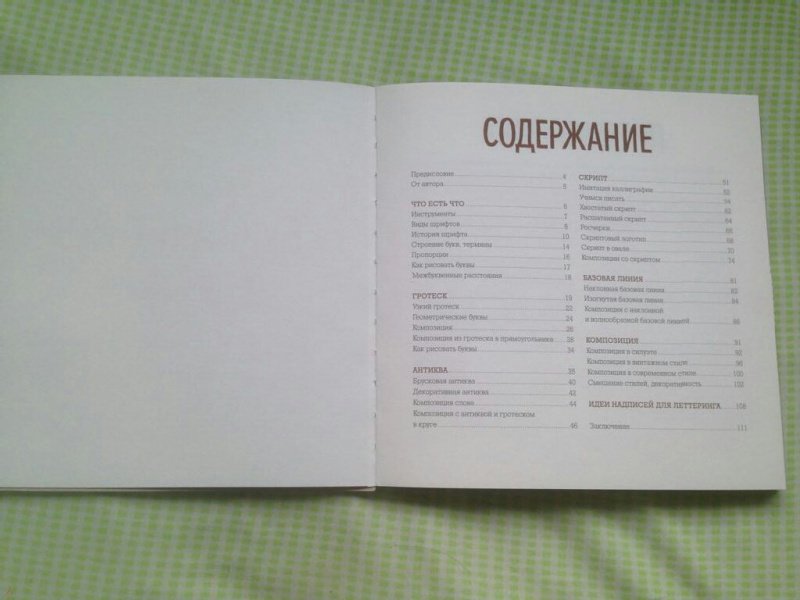 СОДЕРЖАНИЕ
Предисловие 4
От автора 5
ЧТО ЕСТЬ ЧТО 6
Инструменты 7
Виды шрифтов 8
История шрифта 10
Строение букв, термины 14
Пропорции 16
Как рисовать буквы 17
Межбуквенные расстояния 18
ГРОТЕСК 19
Узкий гротеск 22
Геометрические буквы 24
Композиция 26
Композиция из гротеска в прямоугольнике 28
Как рисовать буквы 34
АНТИКВА 35
Брусковая антиква 40
Декоративная антиква 42
Композиция слова 44
Композиция с антиквой и гротеском
в круге 46
СКРИПТ 51
Имитация каллиграфии 52
Учимся писать 54
Хвостатый скрипт 62
Расшатанный скрипт 64
Росчерки 66
Скриптовый логотип 68
Скрипт в овале 70
Композиция со скриптом 74
БАЗОВАЯ ЛИНИЯ 81
Наклонная базовая линия 82
Изогнутая базовая линия 84
Композиция с наклонной
и волнообразной базовой линией 86
КОМПОЗИЦИЯ 91
Композиция в силуэте 92
Композиция в винтажном стиле 96
Композиция в современном стиле 100
Смешение стилей, декоративность 102
ИДЕИ НАДПИСЕЙ ДЛЯ ЛЕТТЕРИНГА 108
Заключение 111